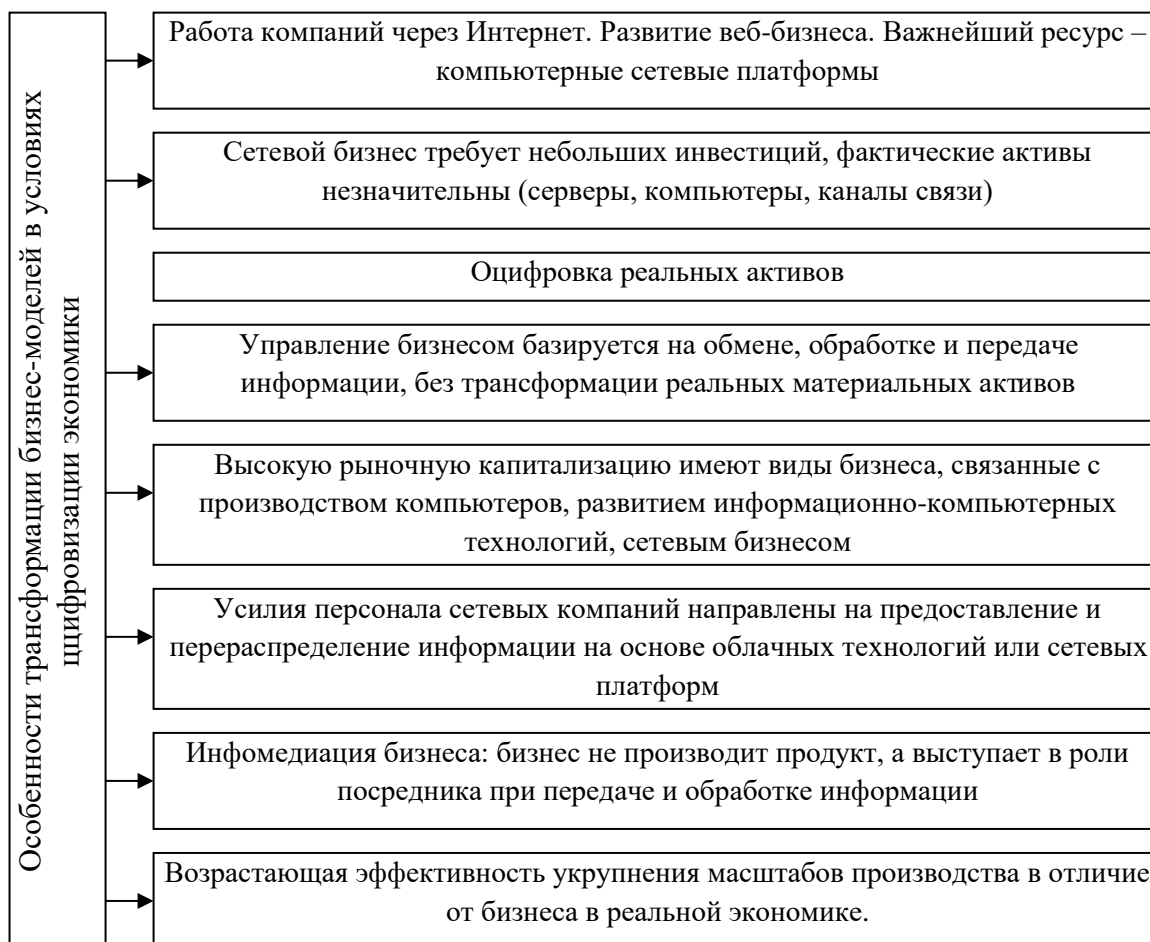 Особенности трансформации бизнес-моделей в условиях
цццифровизации экономики
Работа компаний через Интернет. Развитие веб-бизнеса. Важнейший ресурс –
компьютерные сетевые платформы
Сетевой бизнес требует небольших инвестиций, фактические активы
незначительны (серверы, компьютеры, каналы связи)
Оцифровка реальных активов
Управление бизнесом базируется на обмене, обработке и передаче
информации, без трансформации реальных материальных активов
Высокую рыночную капитализацию имеют виды бизнеса, связанные с
производством компьютеров, развитием информационно-компьютерных
технологий, сетевым бизнесом
Усилия персонала сетевых компаний направлены на предоставление и
перераспределение информации на основе облачных технологий или сетевых
платформ
Инфомедиация бизнеса: бизнес не производит продукт, а выступает в роли
посредника при передаче и обработке информации
Возрастающая эффективность укрупнения масштабов производства в отличие
от бизнеса в реальной экономике.